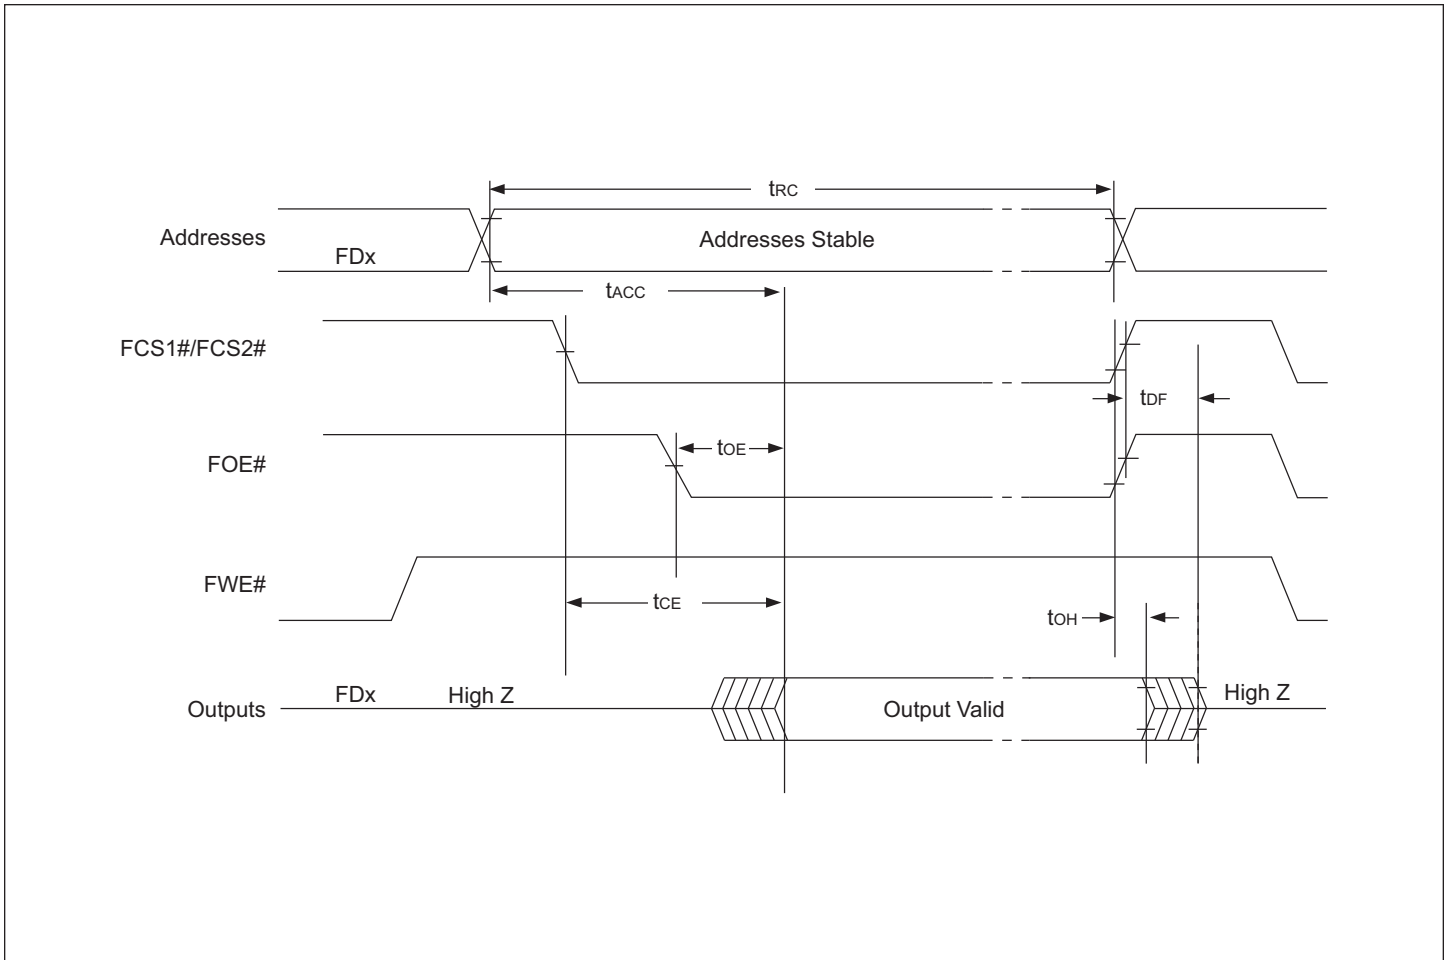 tRC
Addresses
FDx
Addresses Stable
tACC
FCS1#/FCS2#
tDF
FOE#
tOE
FWE#
tCE
tOH
Outputs
FDx
High Z
Output Valid
High Z